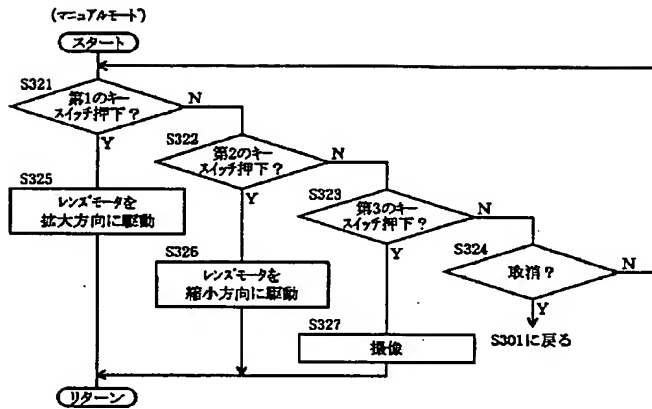 (マニュアルモード)
スタート
S321
第1のキー
スイッチ押下?
N
Y
S322
第2のキー
スイッチ押下?
N
Y
S323
第3のキー
スイッチ押下?
N
Y
S324
取消?
N
Y
S301に戻る
S325
レンズモータを
拡大方向に駆動
S326
レンズモータを
縮小方向に駆動
S327
撮像
リターン